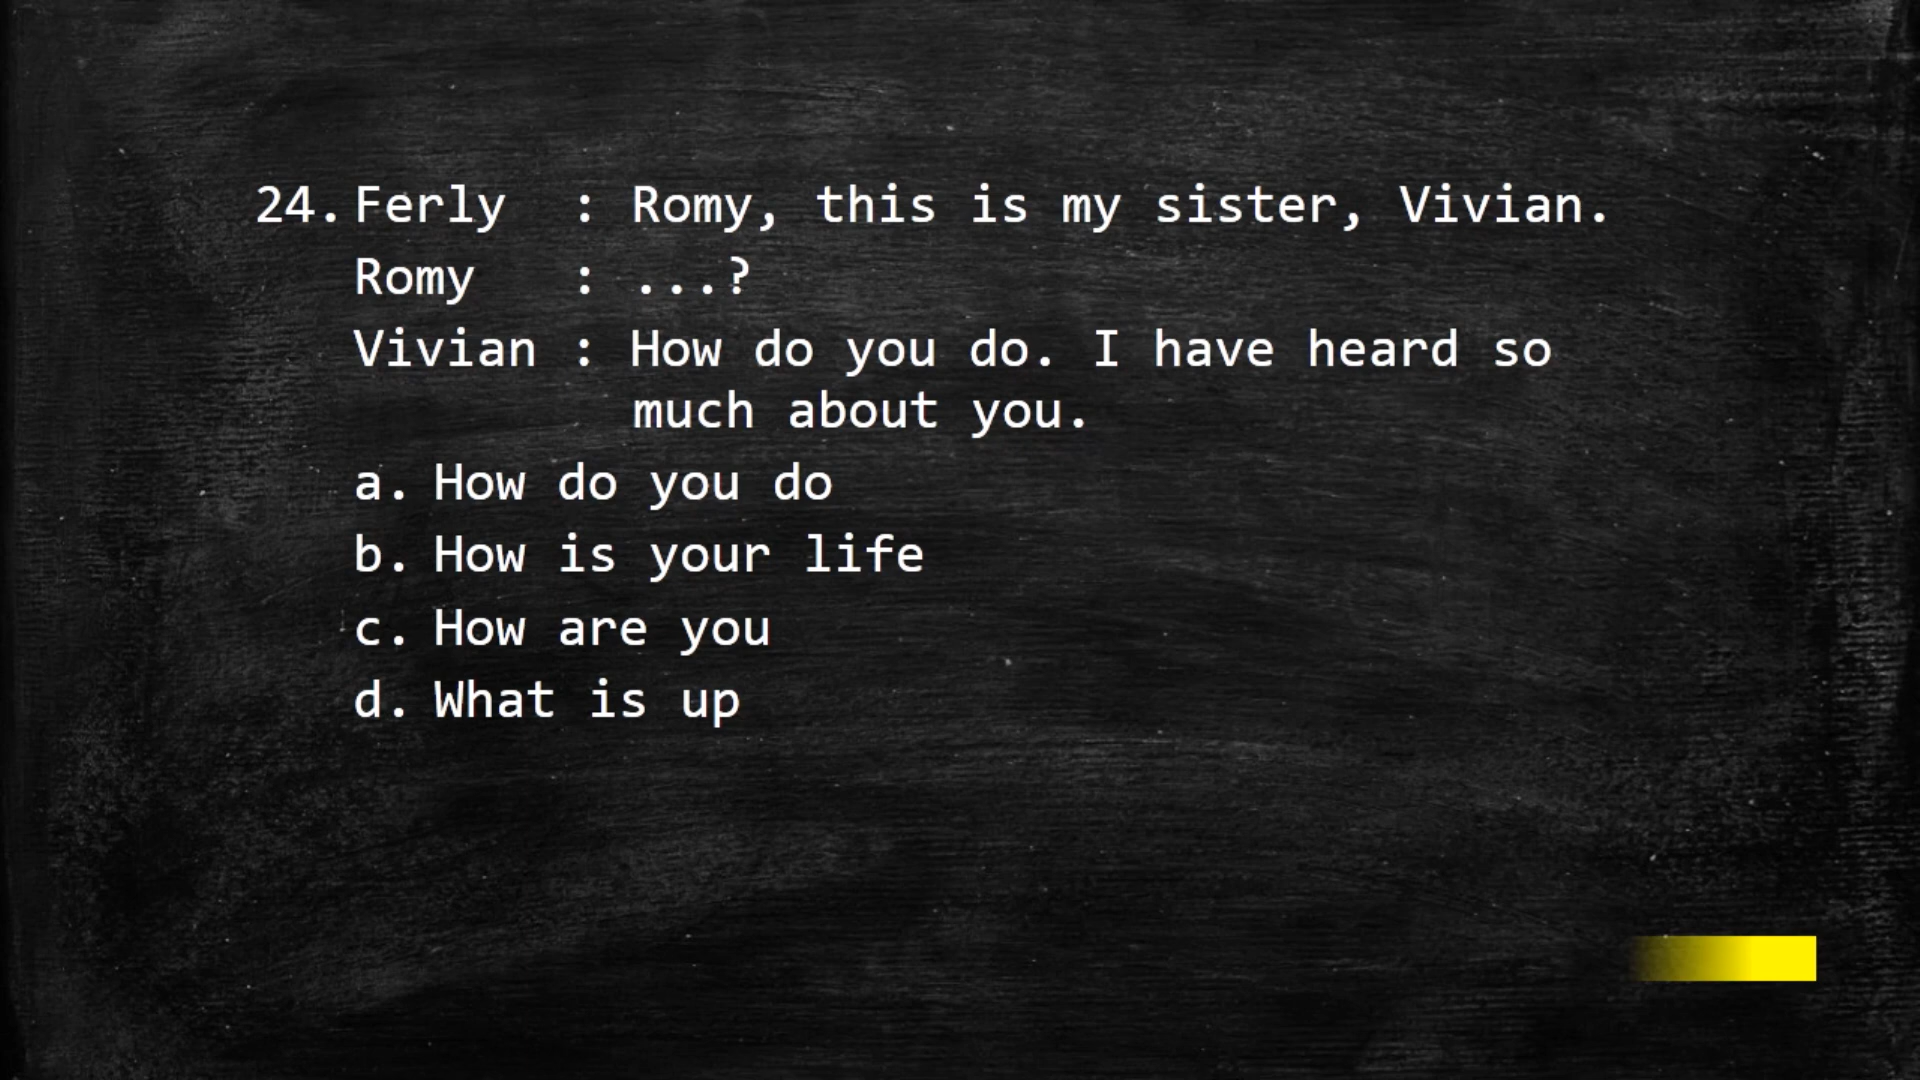 24. Ferly : Romy, this is my sister, Vivian.
Romy : ...?
Vivian : How do you do. I have heard so
much about you.
a. How do you do
b. How is your life
c. How are you
d. What is up